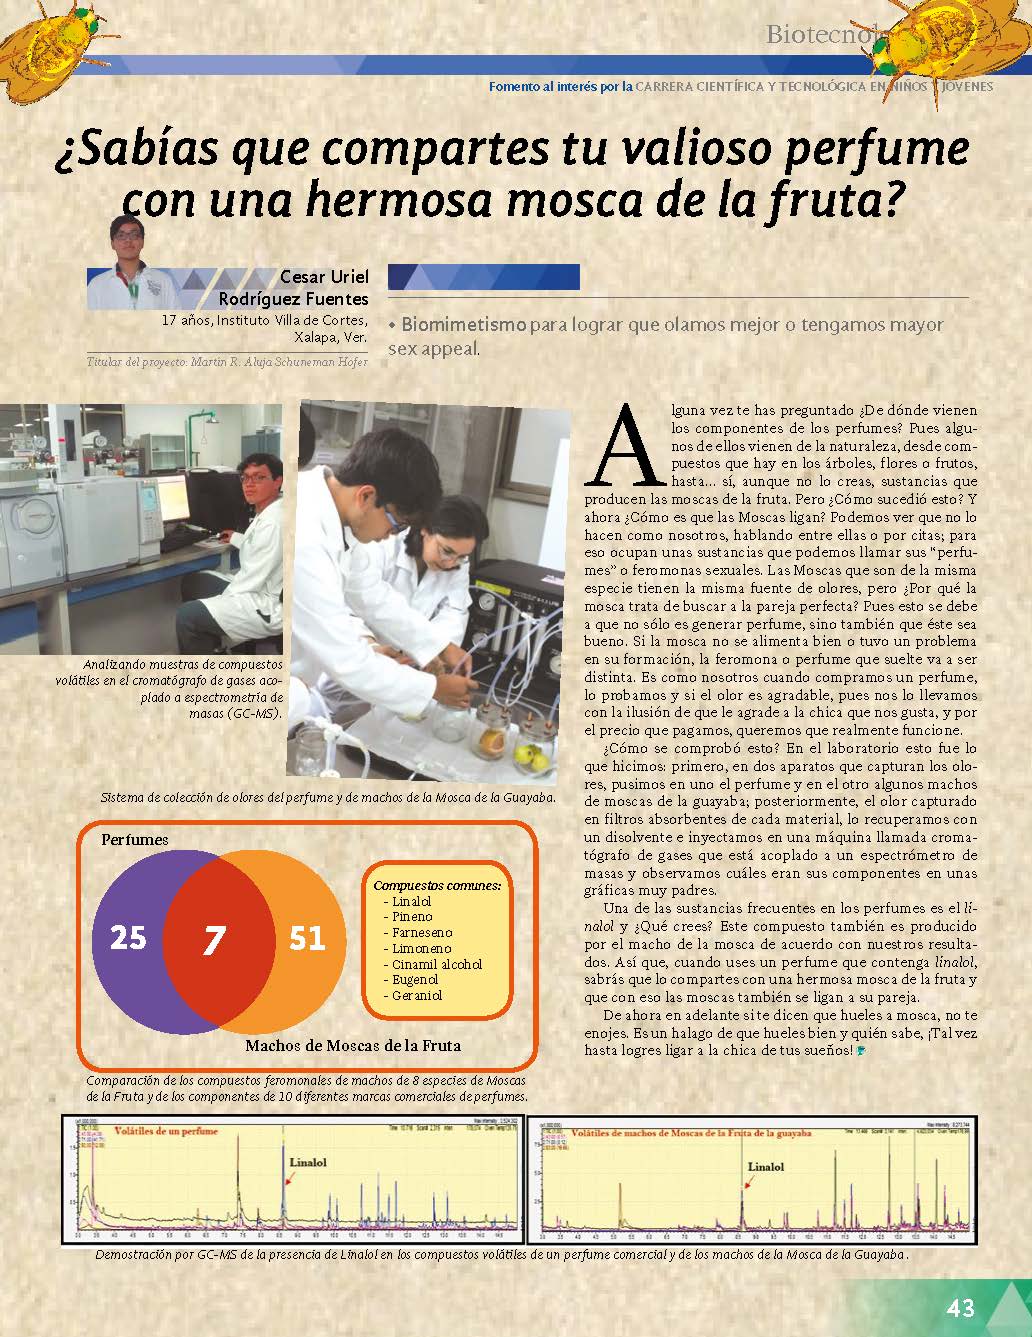 Biotecnol
Fomento al interés por la CARRERA CIENTÍFICA Y TECNOLÓGICA EN NIÑOS Y JÓVENES
¿Sabías que compartes tu valioso perfume
con una hermosa mosca de la fruta?
Cesar Uriel
Rodríguez Fuentes
17 años, Instituto Villa de Cortes,
Xalapa, Ver.
Titular del proyecto: Martin R. Aluja Schuneman Hofer
• Biomimetismo para lograr que olamos mejor o tengamos mayor
sex appeal.
Analizando muestras de compuestos
volátiles en el cromatógrafo de gases aco-
plado a espectrometría de
masas (GC-MS).
Sistema de colección de olores del perfume y de machos de la Mosca de la Guayaba.
Perfumes
25
7
51
Machos de Moscas de la Fruta
Compuestos comunes:
- Linalol
- Pineno
- Farneseno
- Limoneno
- Cinamil alcohol
- Eugenol
- Geraniol
Comparación de los compuestos feromonales de machos de 8 especies de Moscas
de la Fruta y de los componentes de 10 diferentes marcas comerciales de perfumes.
Alguna vez te has preguntado ¿De dónde vienen
los componentes de los perfumes? Pues algu-
nos de ellos vienen de la naturaleza, desde com-
puestos que hay en los árboles, flores o frutos,
hasta... sí, aunque no lo creas, sustancias que
producen las moscas de la fruta. Pero ¿Cómo sucedió esto? Y
ahora ¿Cómo es que las Moscas ligan? Podemos ver que no lo
hacen como nosotros, hablando entre ellas o por citas; para
eso ocupan unas sustancias que podemos llamar sus "perfu-
mes" o feromonas sexuales. Las Moscas que son de la misma
especie tienen la misma fuente de olores, pero ¿Por qué la
mosca trata de buscar a la pareja perfecta? Pues esto se debe
a que no sólo es generar perfume, sino también que éste sea
bueno. Si la mosca no se alimenta bien o tuvo un problema
en su formación, la feromona o perfume que suelte va a ser
distinta. Es como nosotros cuando compramos un perfume,
lo probamos y si el olor es agradable, pues nos lo llevamos
con la ilusión de que le agrade a la chica que nos gusta, y por
el precio que pagamos, queremos que realmente funcione.
¿Cómo se comprobó esto? En el laboratorio esto fue lo
que hicimos: primero, en dos aparatos que capturan los olo-
res, pusimos en uno el perfume y en el otro algunos machos
de moscas de la guayaba; posteriormente, el olor capturado
en filtros absorbentes de cada material, lo recuperamos con
un disolvente e inyectamos en una máquina llamada croma-
tógrafo de gases que está acoplado a un espectrómetro de
masas y observamos cuáles eran sus componentes en unas
gráficas muy padres.
Una de las sustancias frecuentes en los perfumes es el li-
nalol y ¿Qué crees? Este compuesto también es producido
por el macho de la mosca de acuerdo con nuestros resulta-
dos. Así que, cuando uses un perfume que contenga linalol,
sabrás que lo compartes con una hermosa mosca de la fruta y
que con eso las moscas también se ligan a su pareja.
De ahora en adelante si te dicen que hueles a mosca, no te
enojes. Es un halago de que hueles bien y quién sabe, ¡Tal vez
hasta logres ligar a la chica de tus sueños!
Volátiles de un perfume
Linalol
Volátiles de machos de Moscas de la Fruta de la guayaba
Linalol
Demostración por GC-MS de la presencia de Linalol en los compuestos volátiles de un perfume comercial y de los machos de la Mosca de la Guayaba.
43